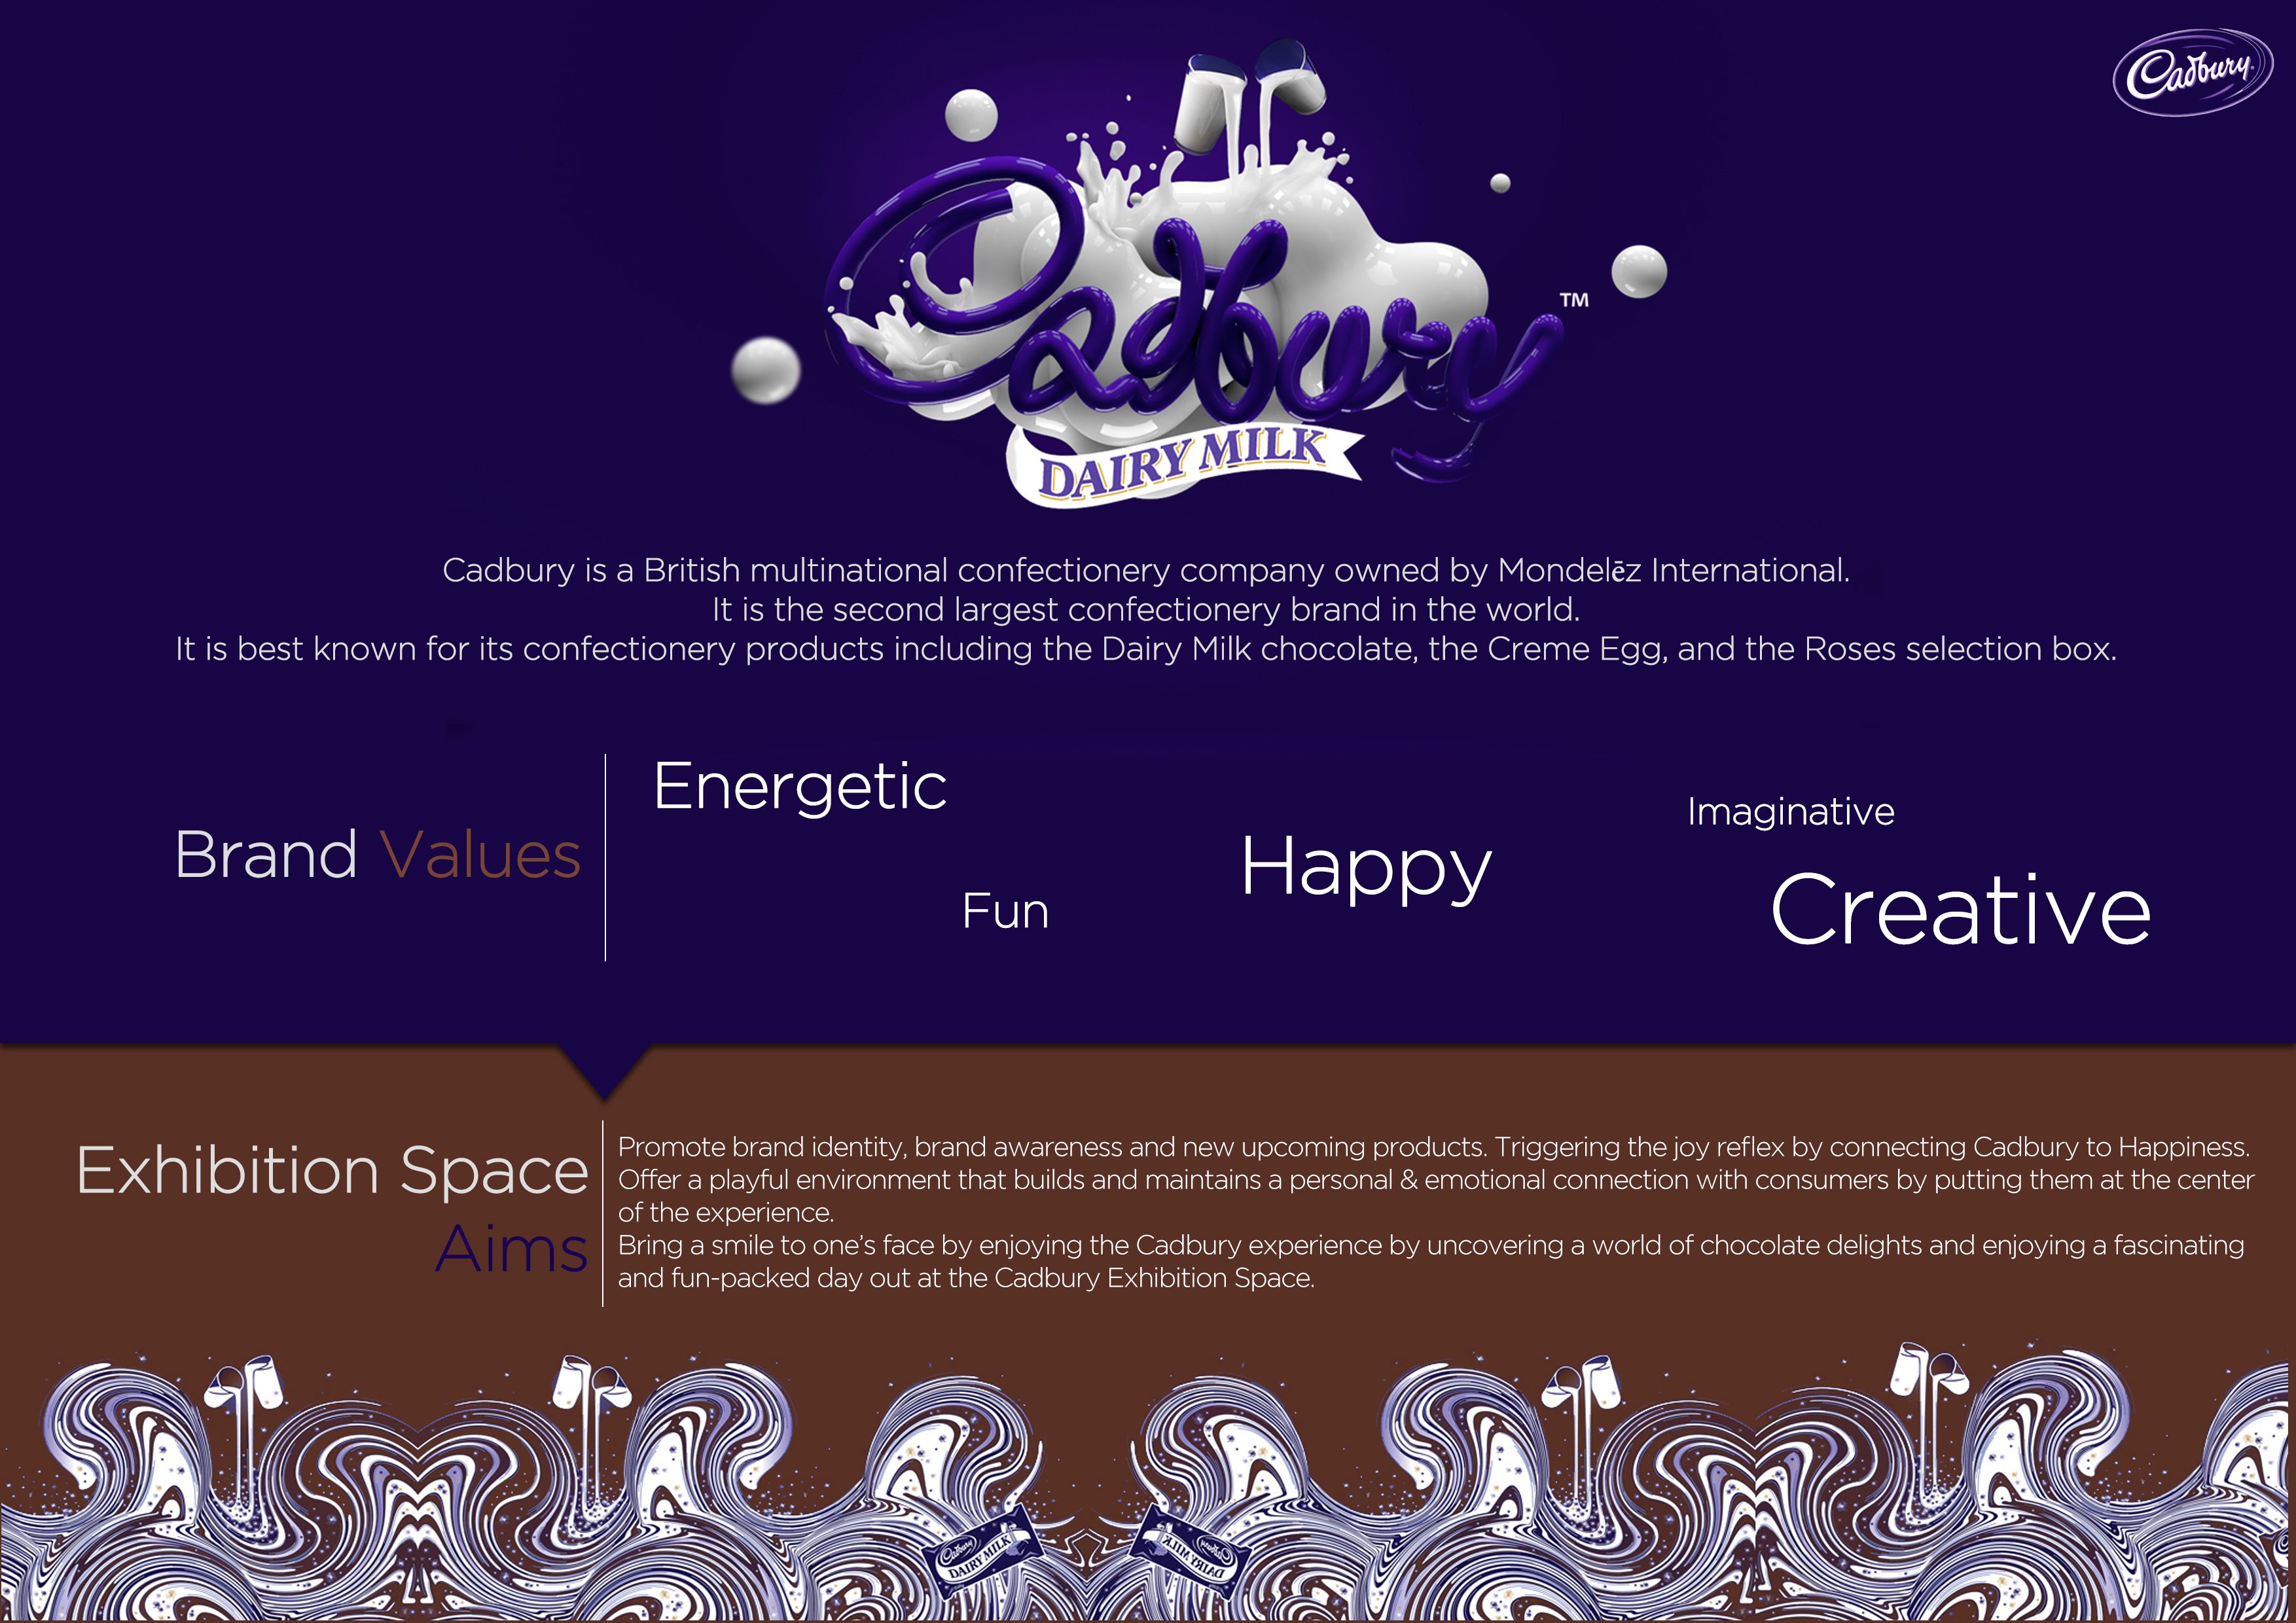 Cadbury
Cadbury
TM
DAIRY MILK
Cadbury is a British multinational confectionery company owned by Mondelēz International.
It is the second largest confectionery brand in the world.
It is best known for its confectionery products including the Dairy Milk chocolate, the Creme Egg, and the Roses selection box.
Brand Values
Energetic
Fun
Happy
Imaginative
Creative
Exhibition Space
Aims
Promote brand identity, brand awareness and new upcoming products. Triggering the joy reflex by connecting Cadbury to Happiness.
Offer a playful environment that builds and maintains a personal & emotional connection with consumers by putting them at the center
of the experience.
Bring a smile to one’s face by enjoying the Cadbury experience by uncovering a world of chocolate delights and enjoying a fascinating
and fun-packed day out at the Cadbury Exhibition Space.
Cadbury
DAIRY MILK
Cadbury
DAIRY MILK